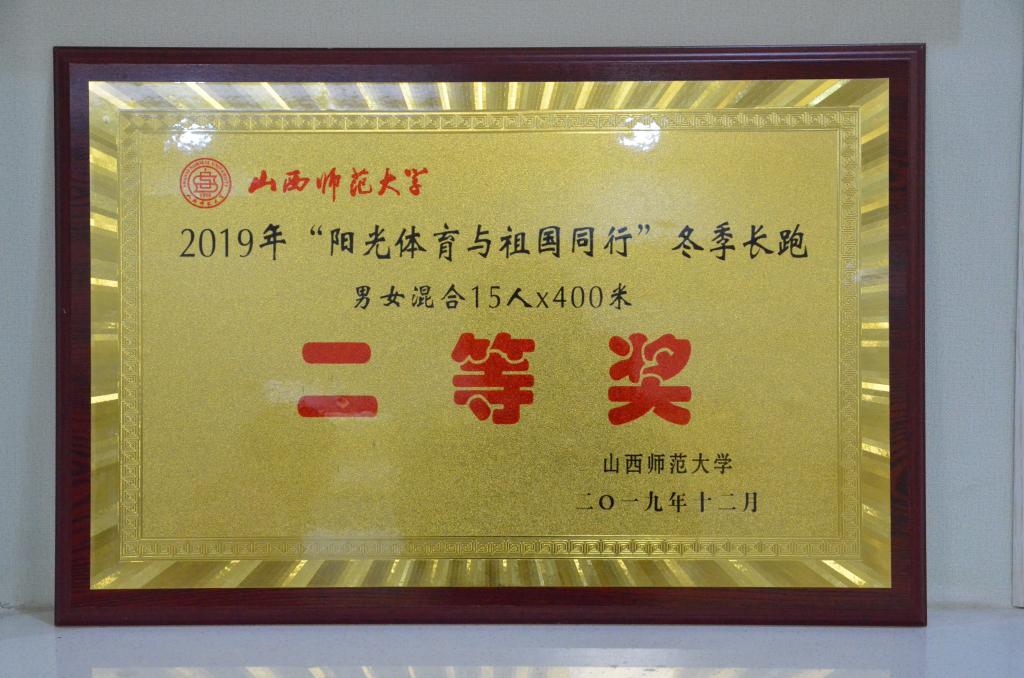 山西师范大学
2019年“阳光体育与祖国同行”冬季长跑
男女混合15人x400米
二等奖
山西师范大学
二〇一九年十二月